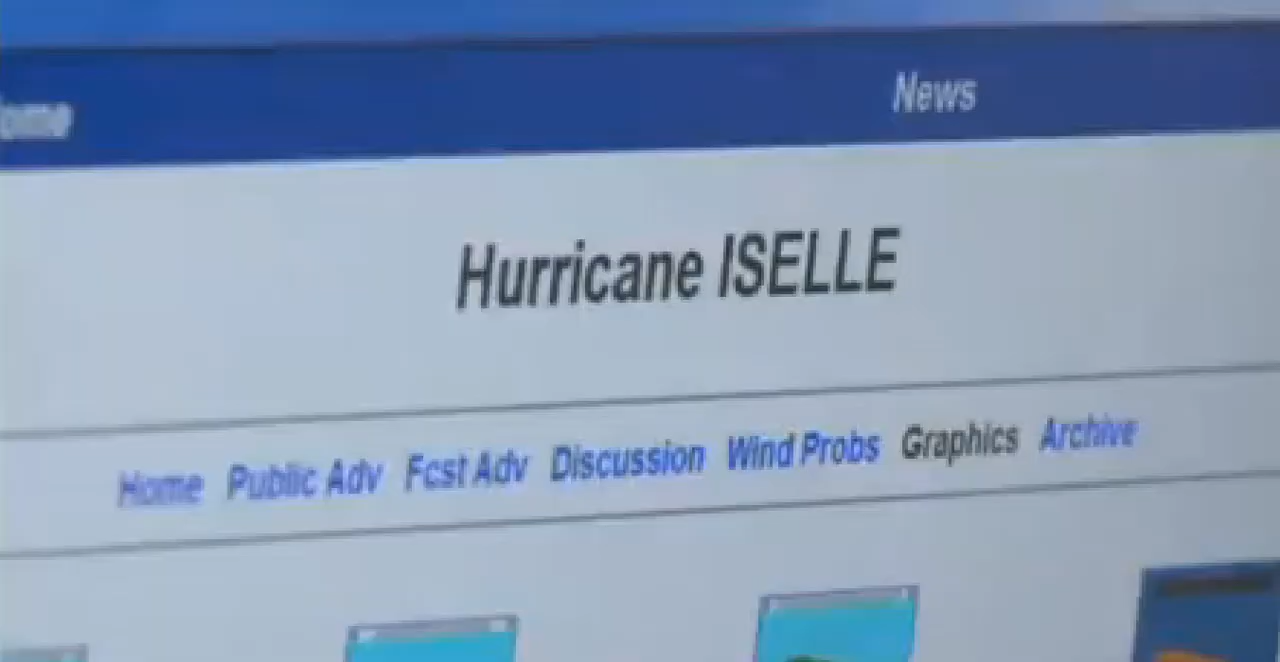 News
Hurricane ISELLE
Home Public Adv Fcst Adv Discussion Wind Probs Graphics Archive